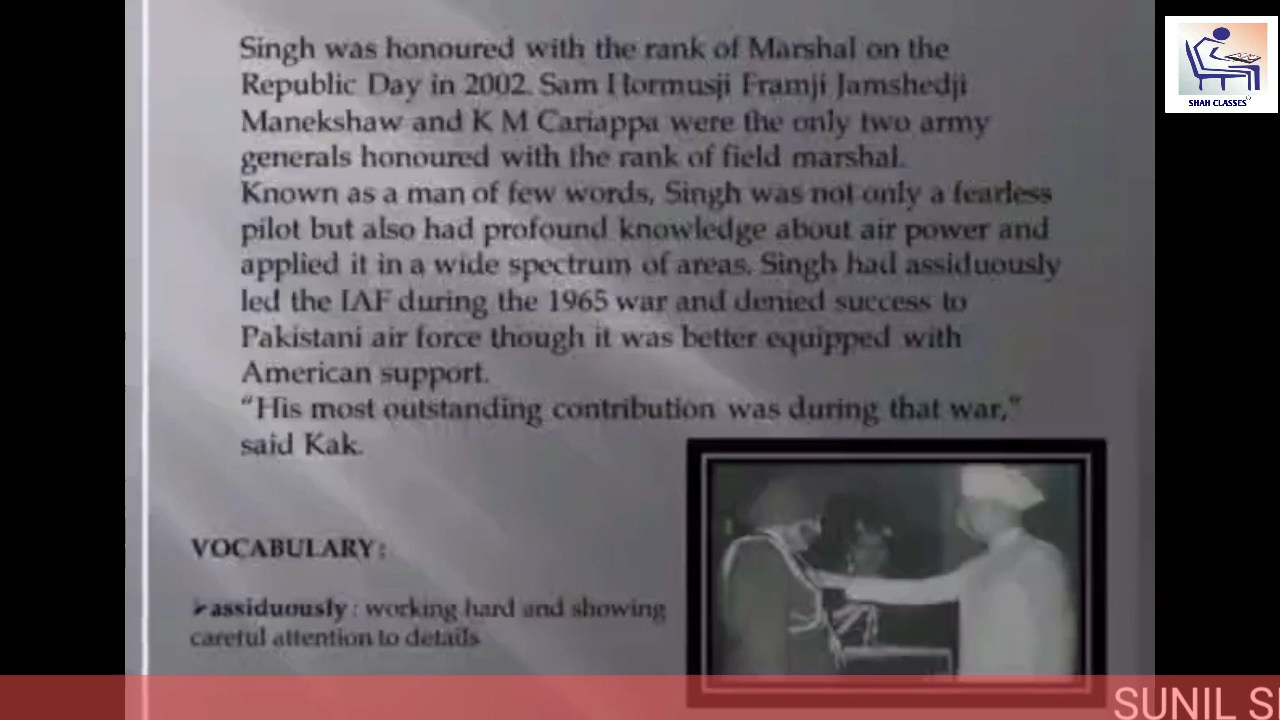 Singh was honoured with the rank of Marshal on the
Republic Day in 2002. Sam Hormusji Framji Jamshedji
Manekshaw and K M Cariappa were the only two army
generals honoured with the rank of field marshal.
Known as a man of few words, Singh was not only a fearless
pilot but also had profound knowledge about air power and
applied it in a wide spectrum of areas. Singh had assiduously
led the IAF during the 1965 war and denied success to
Pakistani air force though it was better equipped with
American support.
“His most outstanding contribution was during that war,”
said Kak.
VOCABULARY:
➢assiduously : working hard and showing
careful attention to details
SHAH CLASSES
SUNIL